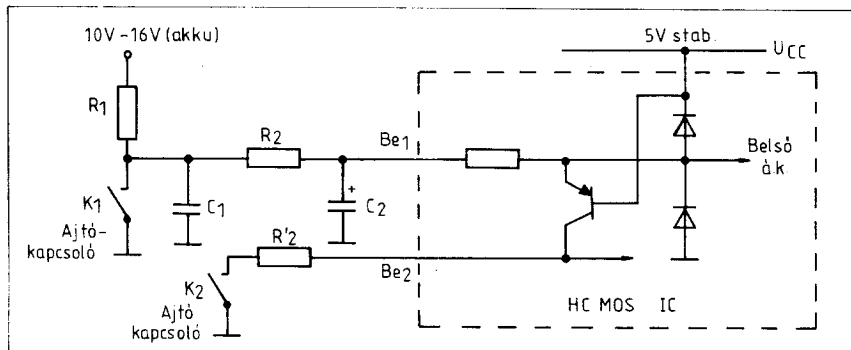 10V-16V (akku)
5V stab.
UCC
R1
R2
Be1
Belső
á.k.
K1
Ajtó-
kapcsoló
C1
+
C2
R'2
Be2
K2
Ajtó
kapcsoló
HC MOS IC